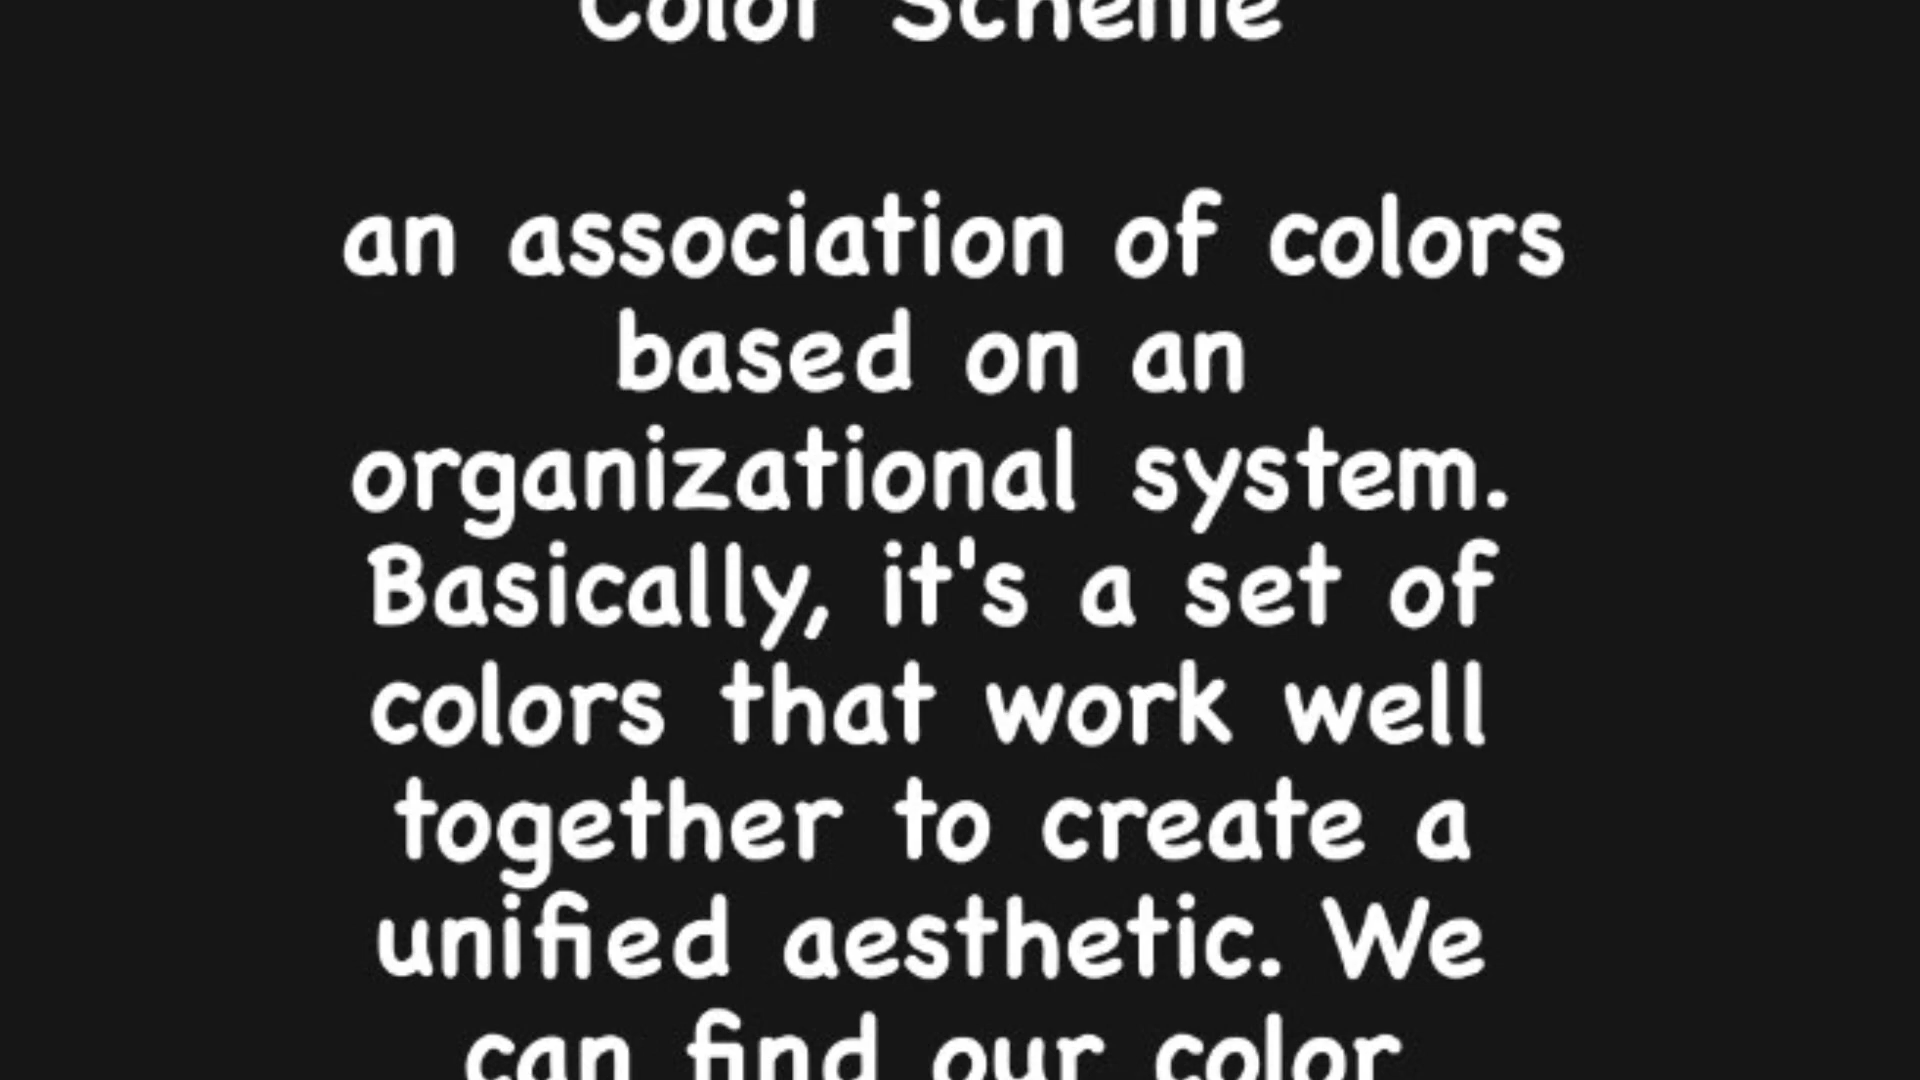 Color Scheme
an association of colors
based on an
organizational system.
Basically, it's a set of
colors that work well
together to create a
unified aesthetic. We
can find our color